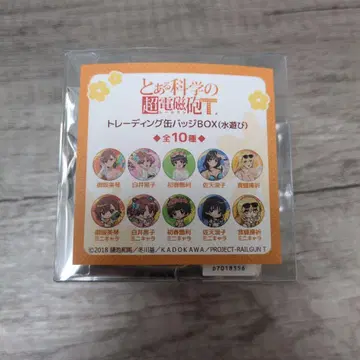 とある科学の
超電磁砲T
トレーディング缶バッジBOX(水遊び)
◆全10種◆
御坂美琴 白井黒子 初春飾利 佐天涙子 食蜂操祈
御坂美琴 白井黒子 初春飾利 佐天涙子 食蜂操祈
ミニキャラ ミニキャラ ミニキャラ ミニキャラ ミニキャラ
©2018 鎌池和馬/冬川基/KADOKAWA/PROJECT-RAILGUN T